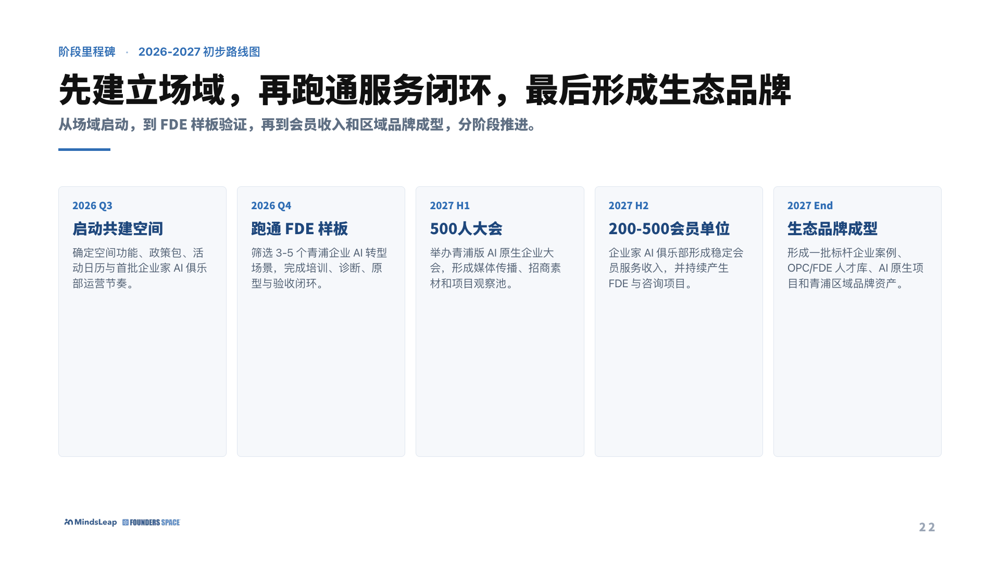 阶段里程碑 · 2026-2027 初步路线图
先建立场域，再跑通服务闭环，最后形成生态品牌
从场域启动，到 FDE 样板验证，再到会员收入和区域品牌成型，分阶段推进。
2026 Q3
启动共建空间
确定空间功能、政策包、活
动日历与首批企业家 AI 俱乐
部运营节奏。
2026 Q4
跑通 FDE 样板
筛选 3-5 个青浦企业 AI 转型
场景，完成培训、诊断、原
型与验收闭环。
2027 H1
500人大会
举办青浦版 AI 原生企业大
会，形成媒体传播、招商素
材和项目观察池。
2027 H2
200-500会员单位
企业家 AI 俱乐部形成稳定会
员服务收入，并持续产生
FDE 与咨询项目。
2027 End
生态品牌成型
形成一批标杆企业案例、
OPC/FDE 人才库、AI 原生项
目和青浦区域品牌资产。
MindsLeap FOUNDERS SPACE
22